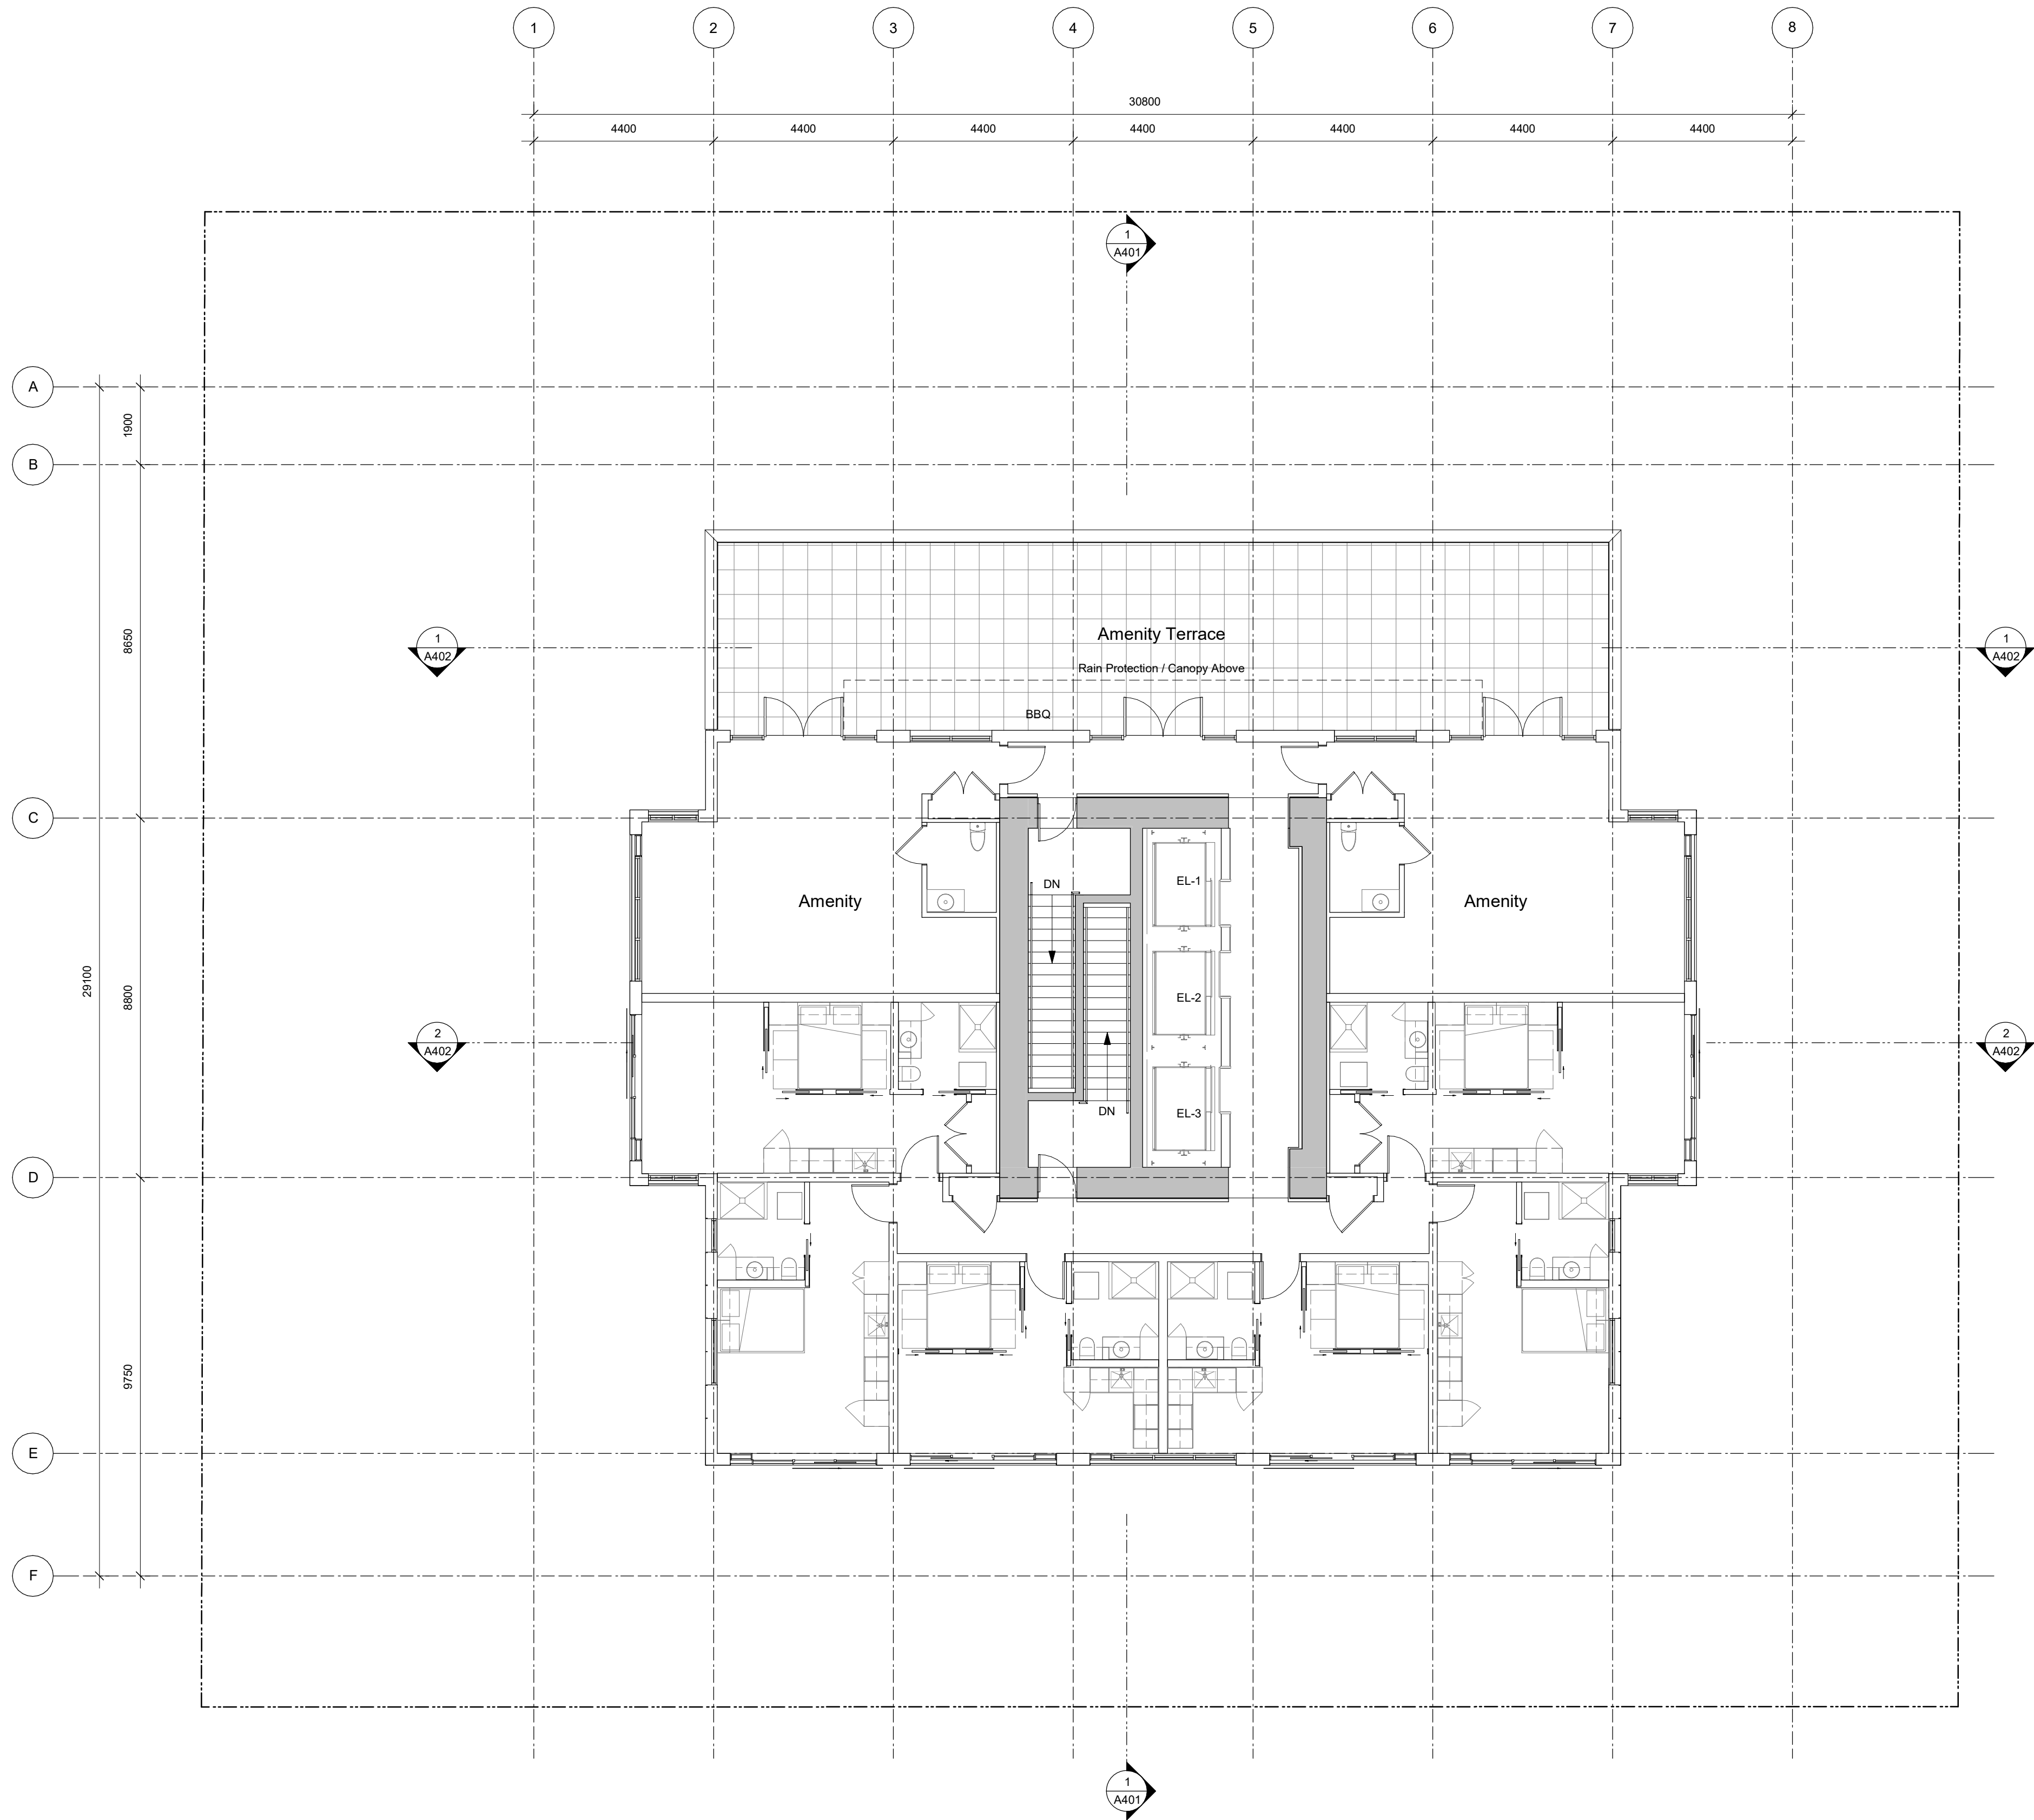 1 2 3 4 5 6 7 8
30800
4400 4400 4400 4400 4400 4400 4400
1
A401
A
1900
B
8650
Amenity Terrace
1
A402
1
A402
Rain Protection / Canopy Above
BBQ
C
EL-1
DN
Amenity
Amenity
29100
8800
EL-2
2
A402
2
A402
DN
EL-3
D
9750
E
F
1
A401